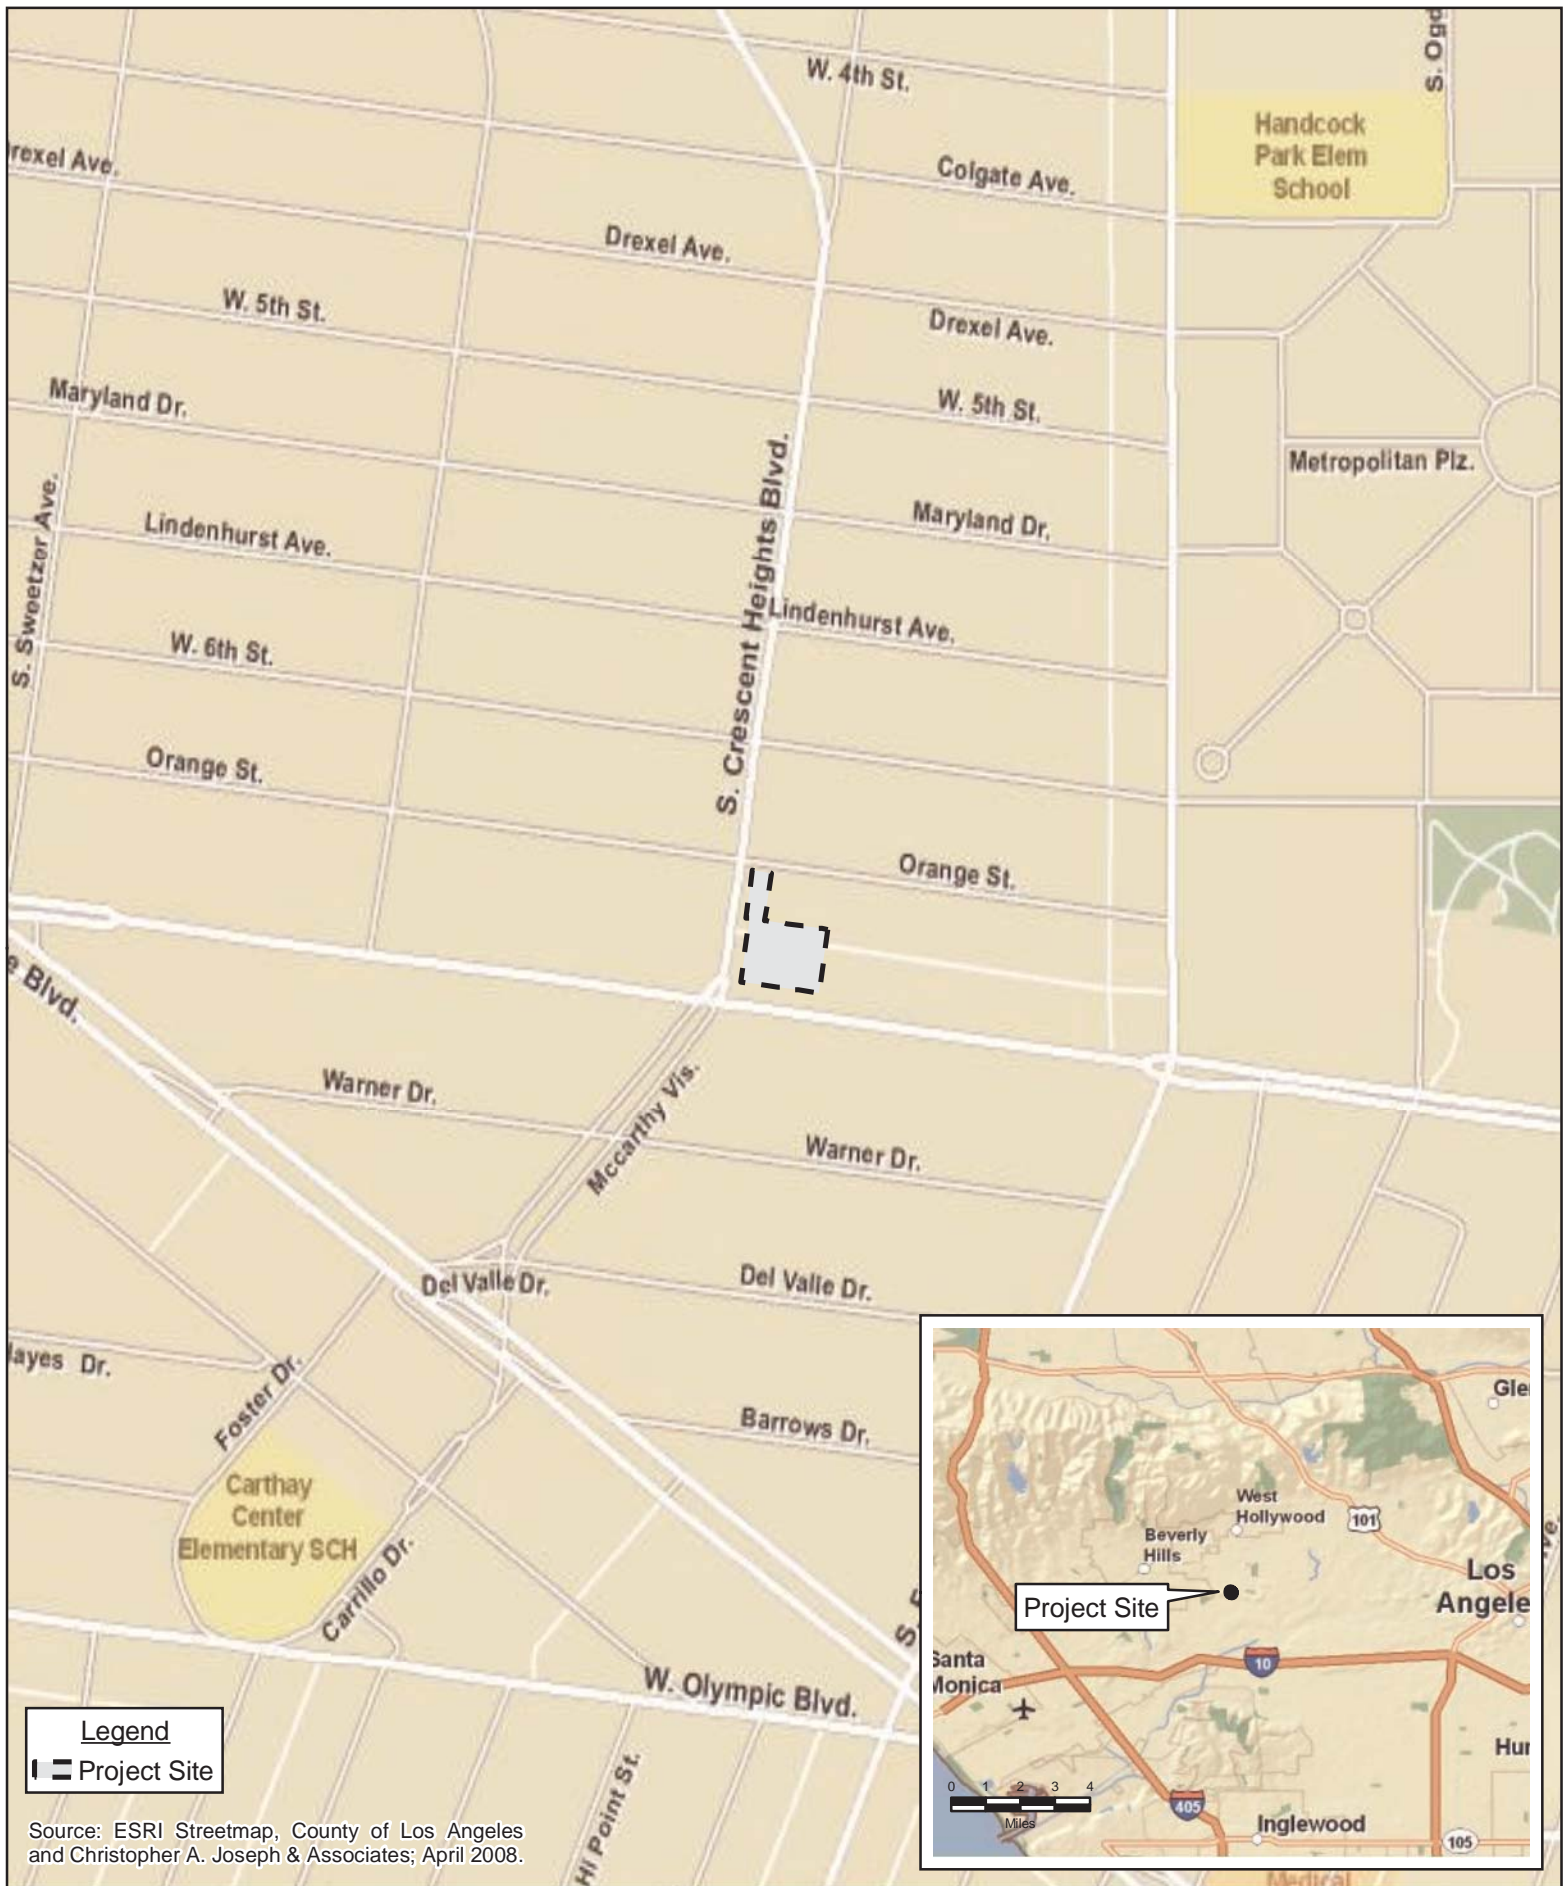 W. 4th St.
S. Ogd
Handcock
Park Elem
School
Colgate Ave.
rexel Ave.
Drexel Ave.
Drexel Ave.
W. 5th St.
W. 5th St.
Maryland Dr.
Maryland Dr.
Metropolitan Plz.
S. Crescent Heights Blvd.
S. Sweetzer Ave.
Lindenhurst Ave.
Lindenhurst Ave.
W. 6th St.
Orange St.
Orange St.
e Blvd.
Warner Dr.
Mccarthy Vis.
Warner Dr.
Del Valle Dr.
Del Valle Dr.
ayes Dr.
Foster Dr.
Barrows Dr.
Carthay
Center
Elementary SCH
Carrillo Dr.
W. Olympic Blvd.
Hi Point St.
ve.
Legend
Project Site
Source: ESRI Streetmap, County of Los Angeles
and Christopher A. Joseph & Associates; April 2008.
Gle
West
Hollywood
101
Beverly
Hills
Los
Angele
Project Site
Santa
Monica
10
Hur
0 1 2 3 4
Miles
405
Inglewood
105
Medical